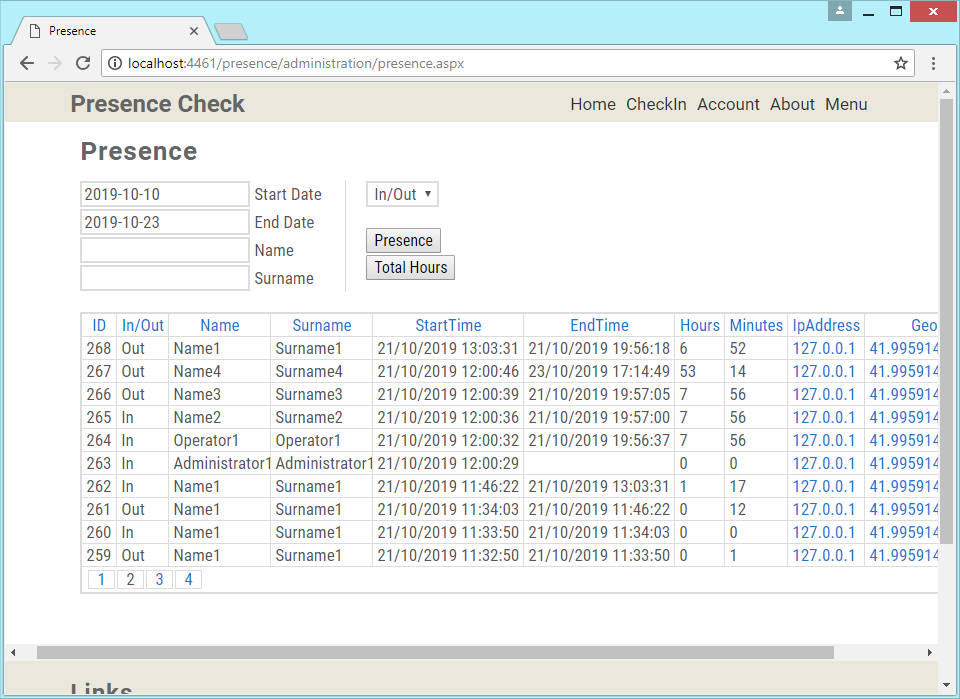 Presence
localhost:4461/presence/administration/presence.aspx
Presence Check Home CheckIn Account About Menu
Presence
2019-10-10 Start Date In/Out
2019-10-23 End Date
Name Presence
Surname Total Hours
ID In/Out Name Surname StartTime EndTime Hours Minutes IpAddress Geo
268 Out Name1 Surname1 21/10/2019 13:03:31 21/10/2019 19:56:18 6 52 127.0.0.1 41.995914
267 Out Name4 Surname4 21/10/2019 12:00:46 23/10/2019 17:14:49 53 14 127.0.0.1 41.995914
266 Out Name3 Surname3 21/10/2019 12:00:39 21/10/2019 19:57:05 7 56 127.0.0.1 41.995914
265 In Name2 Surname2 21/10/2019 12:00:36 21/10/2019 19:57:00 7 56 127.0.0.1 41.995914
264 In Operator1 Operator1 21/10/2019 12:00:32 21/10/2019 19:56:37 7 56 127.0.0.1 41.995914
263 In Administrator1 Administrator1 21/10/2019 12:00:29 0 0 127.0.0.1 41.995914
262 In Name1 Surname1 21/10/2019 11:46:22 21/10/2019 13:03:31 1 17 127.0.0.1 41.995914
261 Out Name1 Surname1 21/10/2019 11:34:03 21/10/2019 11:46:22 0 12 127.0.0.1 41.995914
260 In Name1 Surname1 21/10/2019 11:33:50 21/10/2019 11:34:03 0 0 127.0.0.1 41.995914
259 Out Name1 Surname1 21/10/2019 11:32:50 21/10/2019 11:33:50 0 1 127.0.0.1 41.995914
1 2 3 4
Links